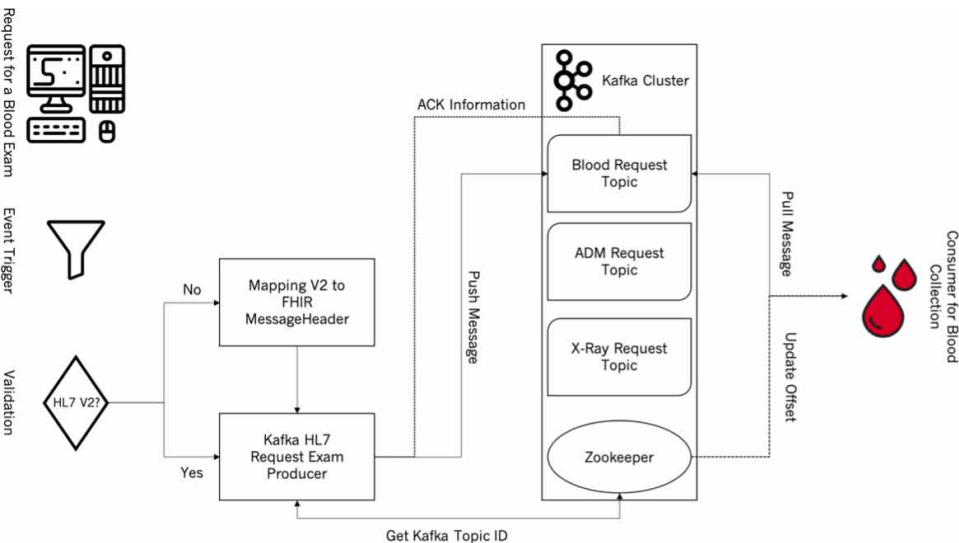 Request for a Blood Exam
Event Trigger
Validation
HL7 V2?
No
Yes
Mapping V2 to
FHIR
MessageHeader
Kafka HL7
Request Exam
Producer
ACK Information
Push Message
Get Kafka Topic ID
Kafka Cluster
Blood Request
Topic
ADM Request
Topic
X-Ray Request
Topic
Zookeeper
Pull Message
Update Offset
Consumer for Blood
Collection